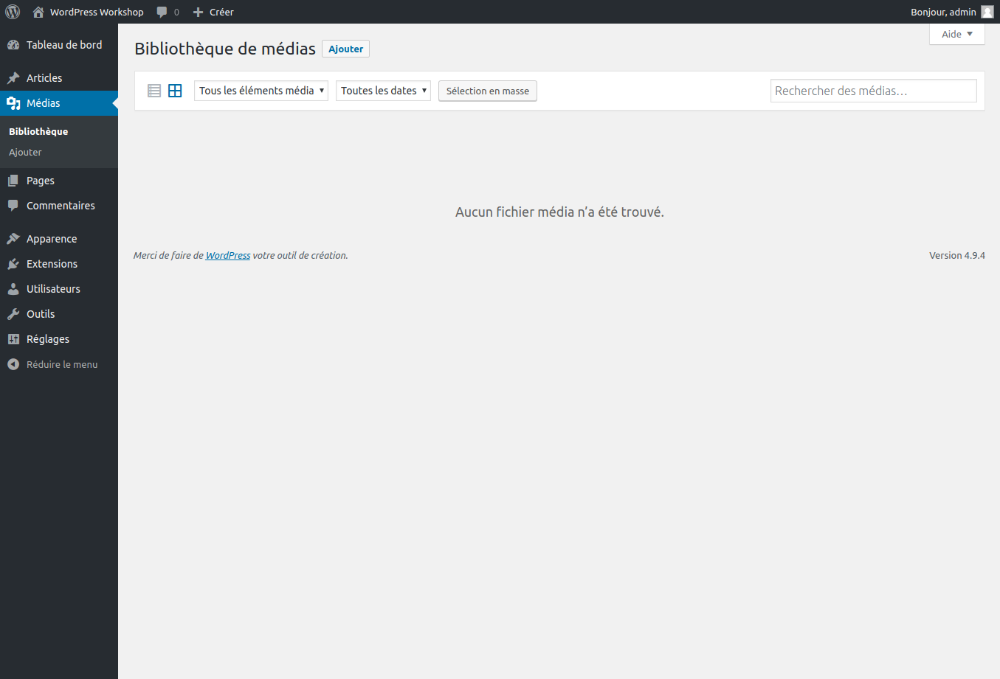 WordPress Workshop 0 Créer Bonjour, admin
Aide
Tableau de bord
Articles
Médias
Bibliothèque
Ajouter
Pages
Commentaires
Apparence
Extensions
Utilisateurs
Outils
Réglages
Réduire le menu
Bibliothèque de médias Ajouter
Tous les éléments média Toutes les dates Sélection en masse Rechercher des médias…
Aucun fichier média n’a été trouvé.
Merci de faire de WordPress votre outil de création. Version 4.9.4